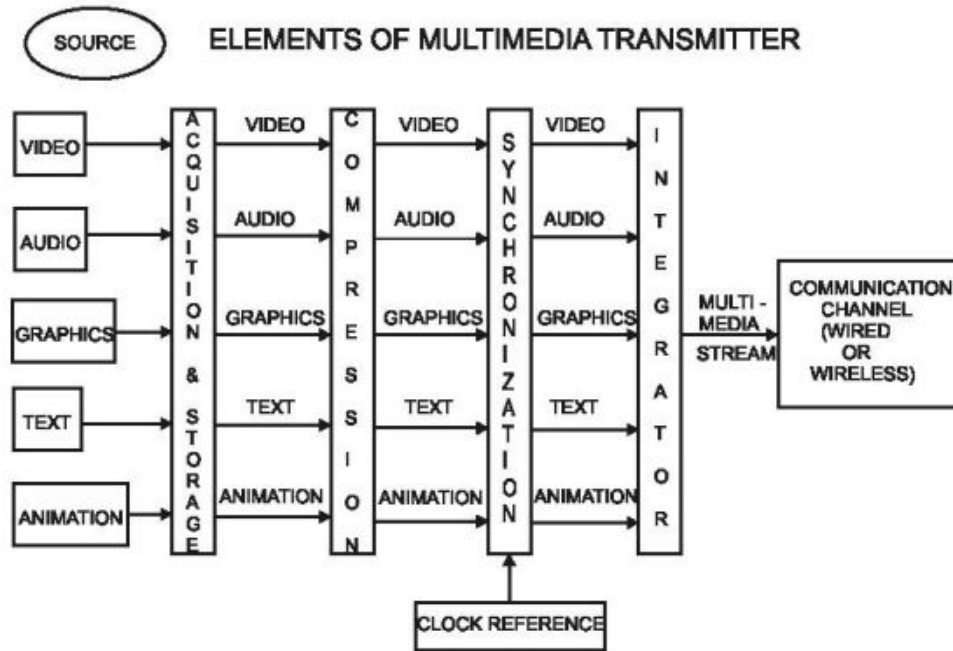 SOURCE
ELEMENTS OF MULTIMEDIA TRANSMITTER
VIDEO
AUDIO
GRAPHICS
TEXT
ANIMATION
ACQUISITION & STORAGE
VIDEO
AUDIO
GRAPHICS
TEXT
ANIMATION
COMPRESSION
VIDEO
AUDIO
GRAPHICS
TEXT
ANIMATION
SYNCHRONIZATION
CLOCK REFERENCE
VIDEO
AUDIO
GRAPHICS
TEXT
ANIMATION
INTEGRATOR
MULTI -
MEDIA
STREAM
COMMUNICATION
CHANNEL
(WIRED
OR
WIRELESS)